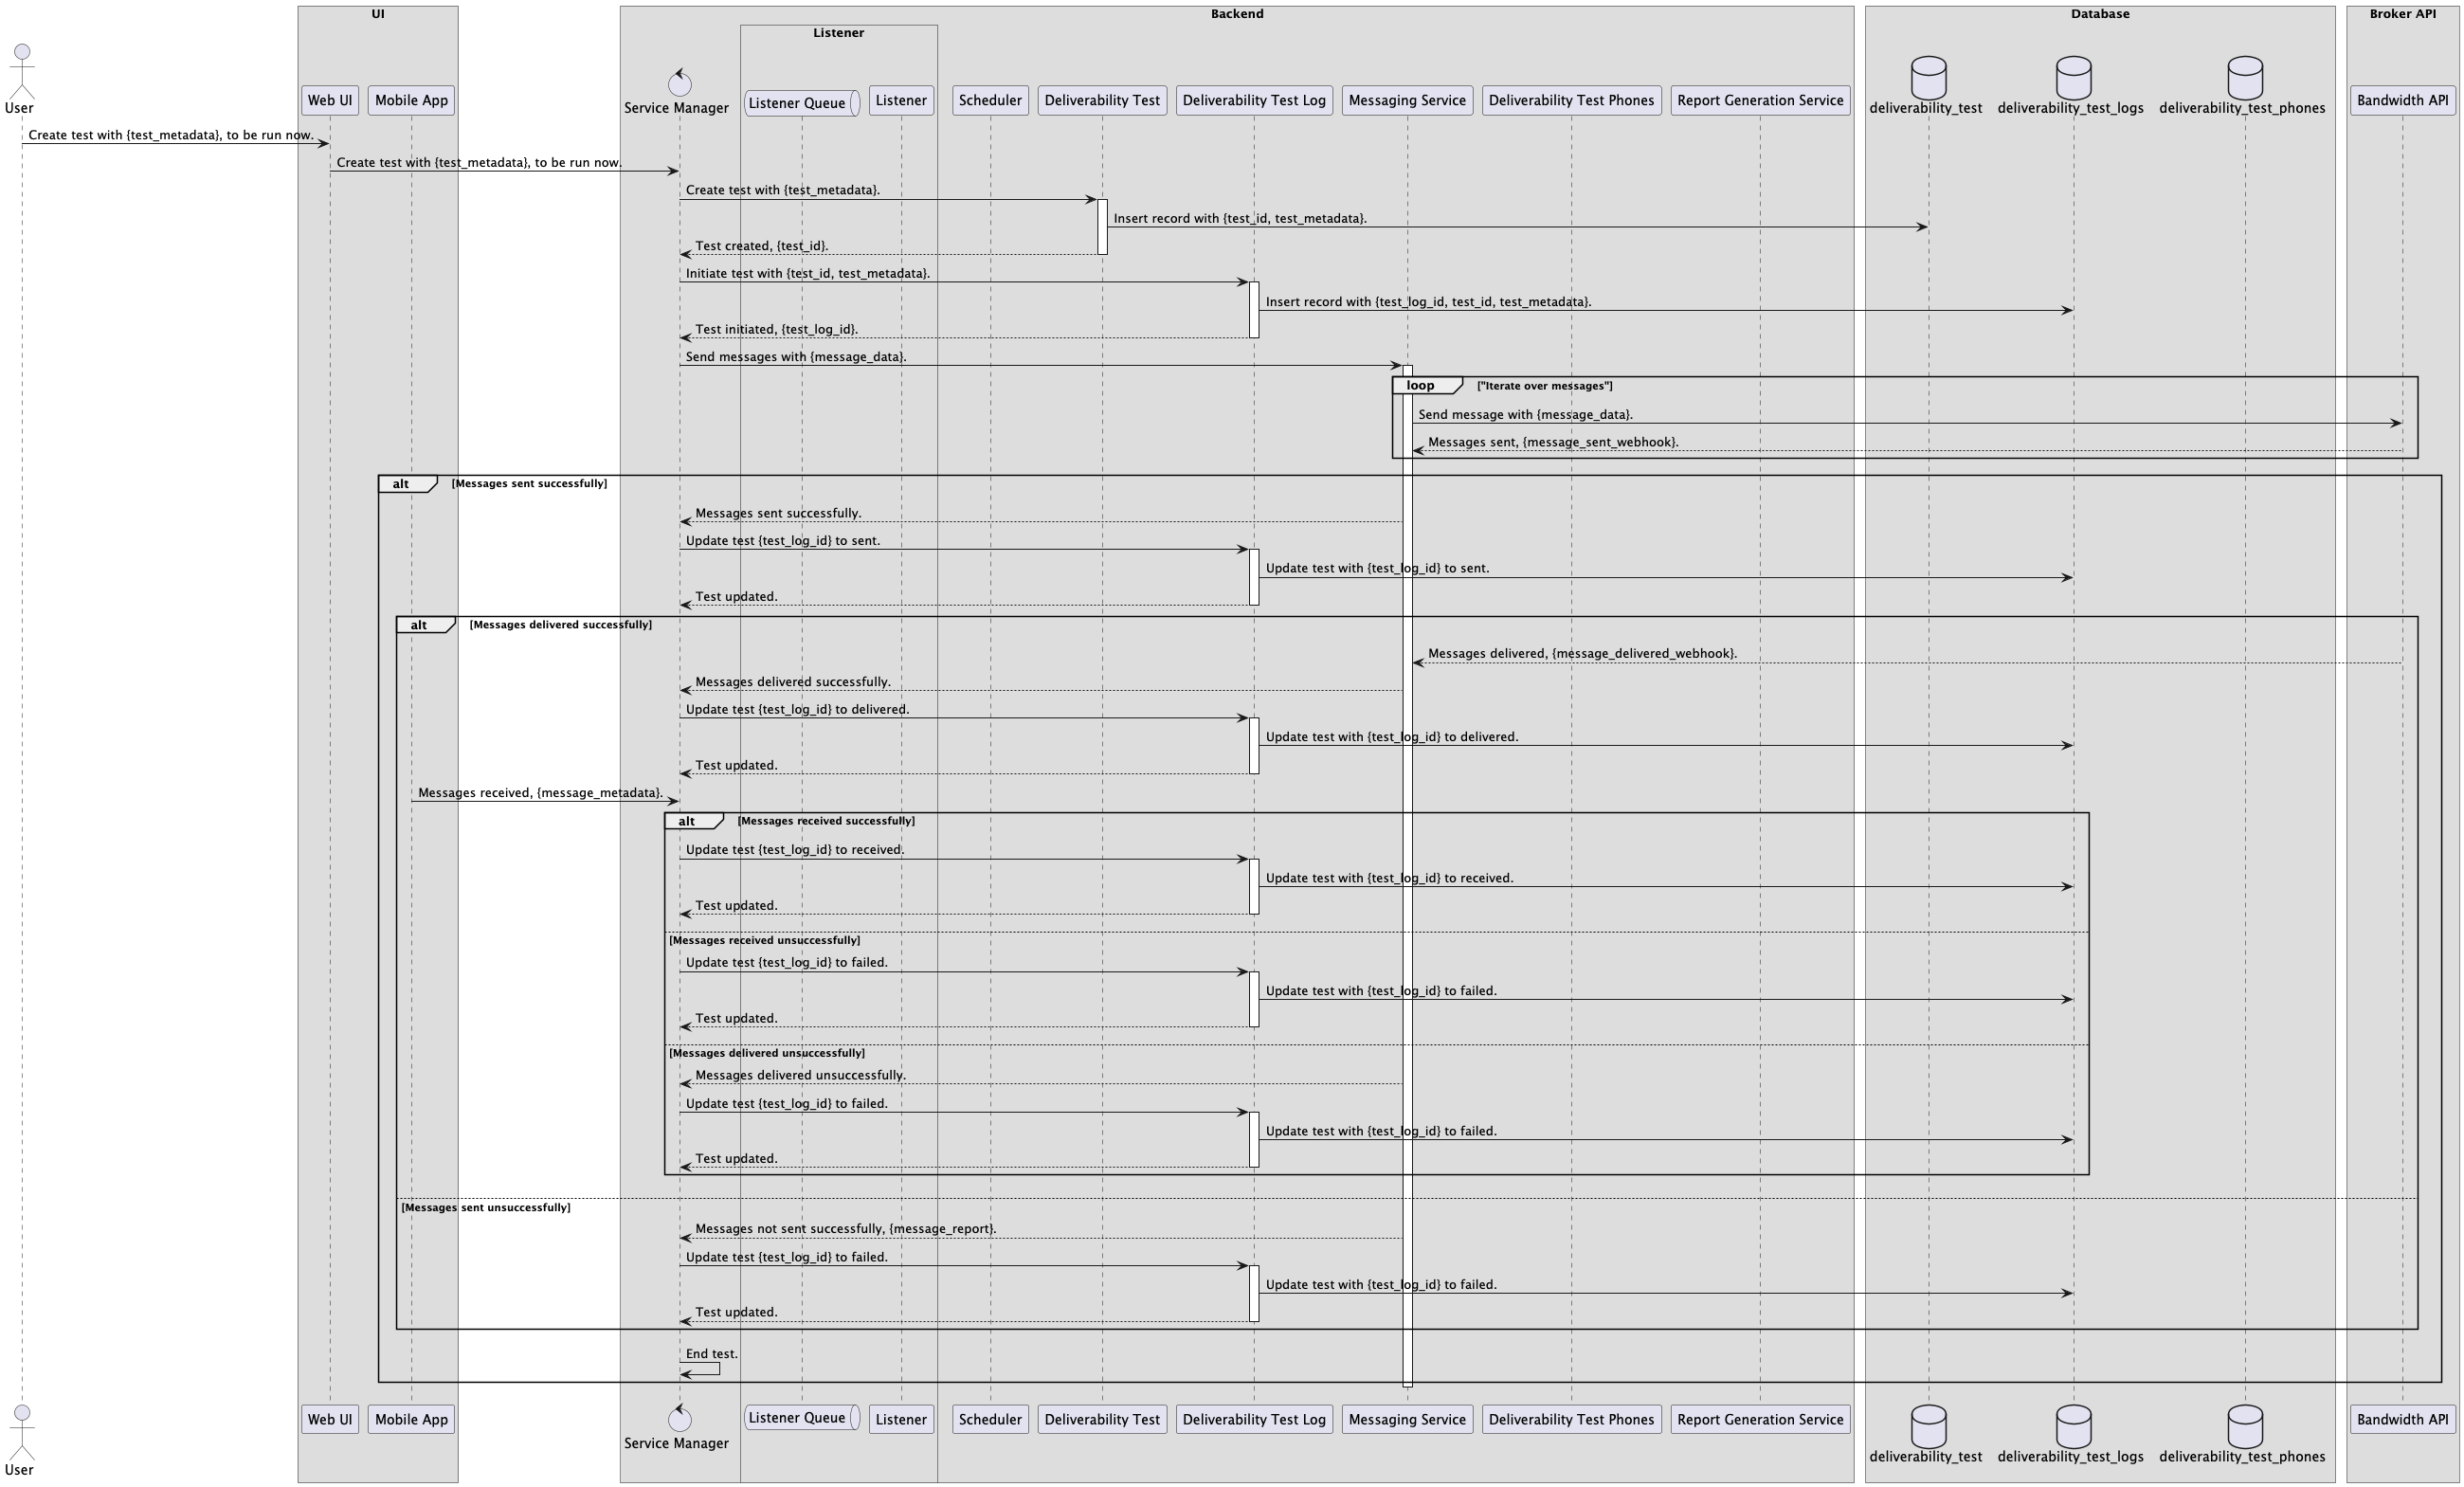 UI
Backend
Database
Broker API
Listener
User
Web UI
Mobile App
Service Manager
Listener Queue
Listener
Scheduler
Deliverability Test
Deliverability Test Log
Messaging Service
Deliverability Test Phones
Report Generation Service
deliverability_test
deliverability_test_logs
deliverability_test_phones
Bandwidth API
Create test with {test_metadata}, to be run now.
Create test with {test_metadata}, to be run now.
Create test with {test_metadata}.
Insert record with {test_id, test_metadata}.
Test created, {test_id}.
Initiate test with {test_id, test_metadata}.
Insert record with {test_log_id, test_id, test_metadata}.
Test initiated, {test_log_id}.
Send messages with {message_data}.
loop ["Iterate over messages"]
Send message with {message_data}.
Messages sent, {message_sent_webhook}.
alt [Messages sent successfully]
Messages sent successfully.
Update test {test_log_id} to sent.
Update test with {test_log_id} to sent.
Test updated.
alt [Messages delivered successfully]
Messages delivered, {message_delivered_webhook}.
Messages delivered successfully.
Update test {test_log_id} to delivered.
Update test with {test_log_id} to delivered.
Test updated.
Messages received, {message_metadata}.
alt [Messages received successfully]
Update test {test_log_id} to received.
Update test with {test_log_id} to received.
Test updated.
[Messages received unsuccessfully]
Update test {test_log_id} to failed.
Update test with {test_log_id} to failed.
Test updated.
[Messages delivered unsuccessfully]
Messages delivered unsuccessfully.
Update test {test_log_id} to failed.
Update test with {test_log_id} to failed.
Test updated.
[Messages sent unsuccessfully]
Messages not sent successfully, {message_report}.
Update test {test_log_id} to failed.
Update test with {test_log_id} to failed.
Test updated.
End test.
User
Web UI
Mobile App
Service Manager
Listener Queue
Listener
Scheduler
Deliverability Test
Deliverability Test Log
Messaging Service
Deliverability Test Phones
Report Generation Service
deliverability_test
deliverability_test_logs
deliverability_test_phones
Bandwidth API